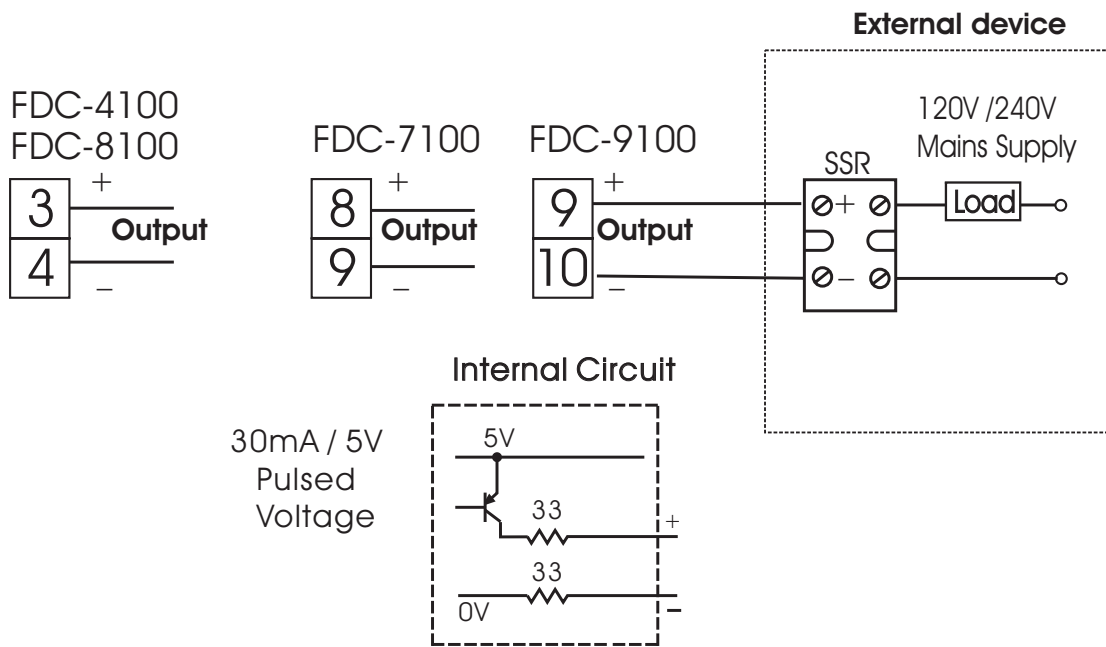 External device
FDC-4100
FDC-8100
FDC-7100
FDC-9100
120V /240V
Mains Supply
SSR
3
+
Output
4
–
8
+
Output
9
–
9
+
Output
10
–
+
–
Load
Internal Circuit
30mA / 5V
Pulsed
Voltage
5V
33
+
33
0V
–